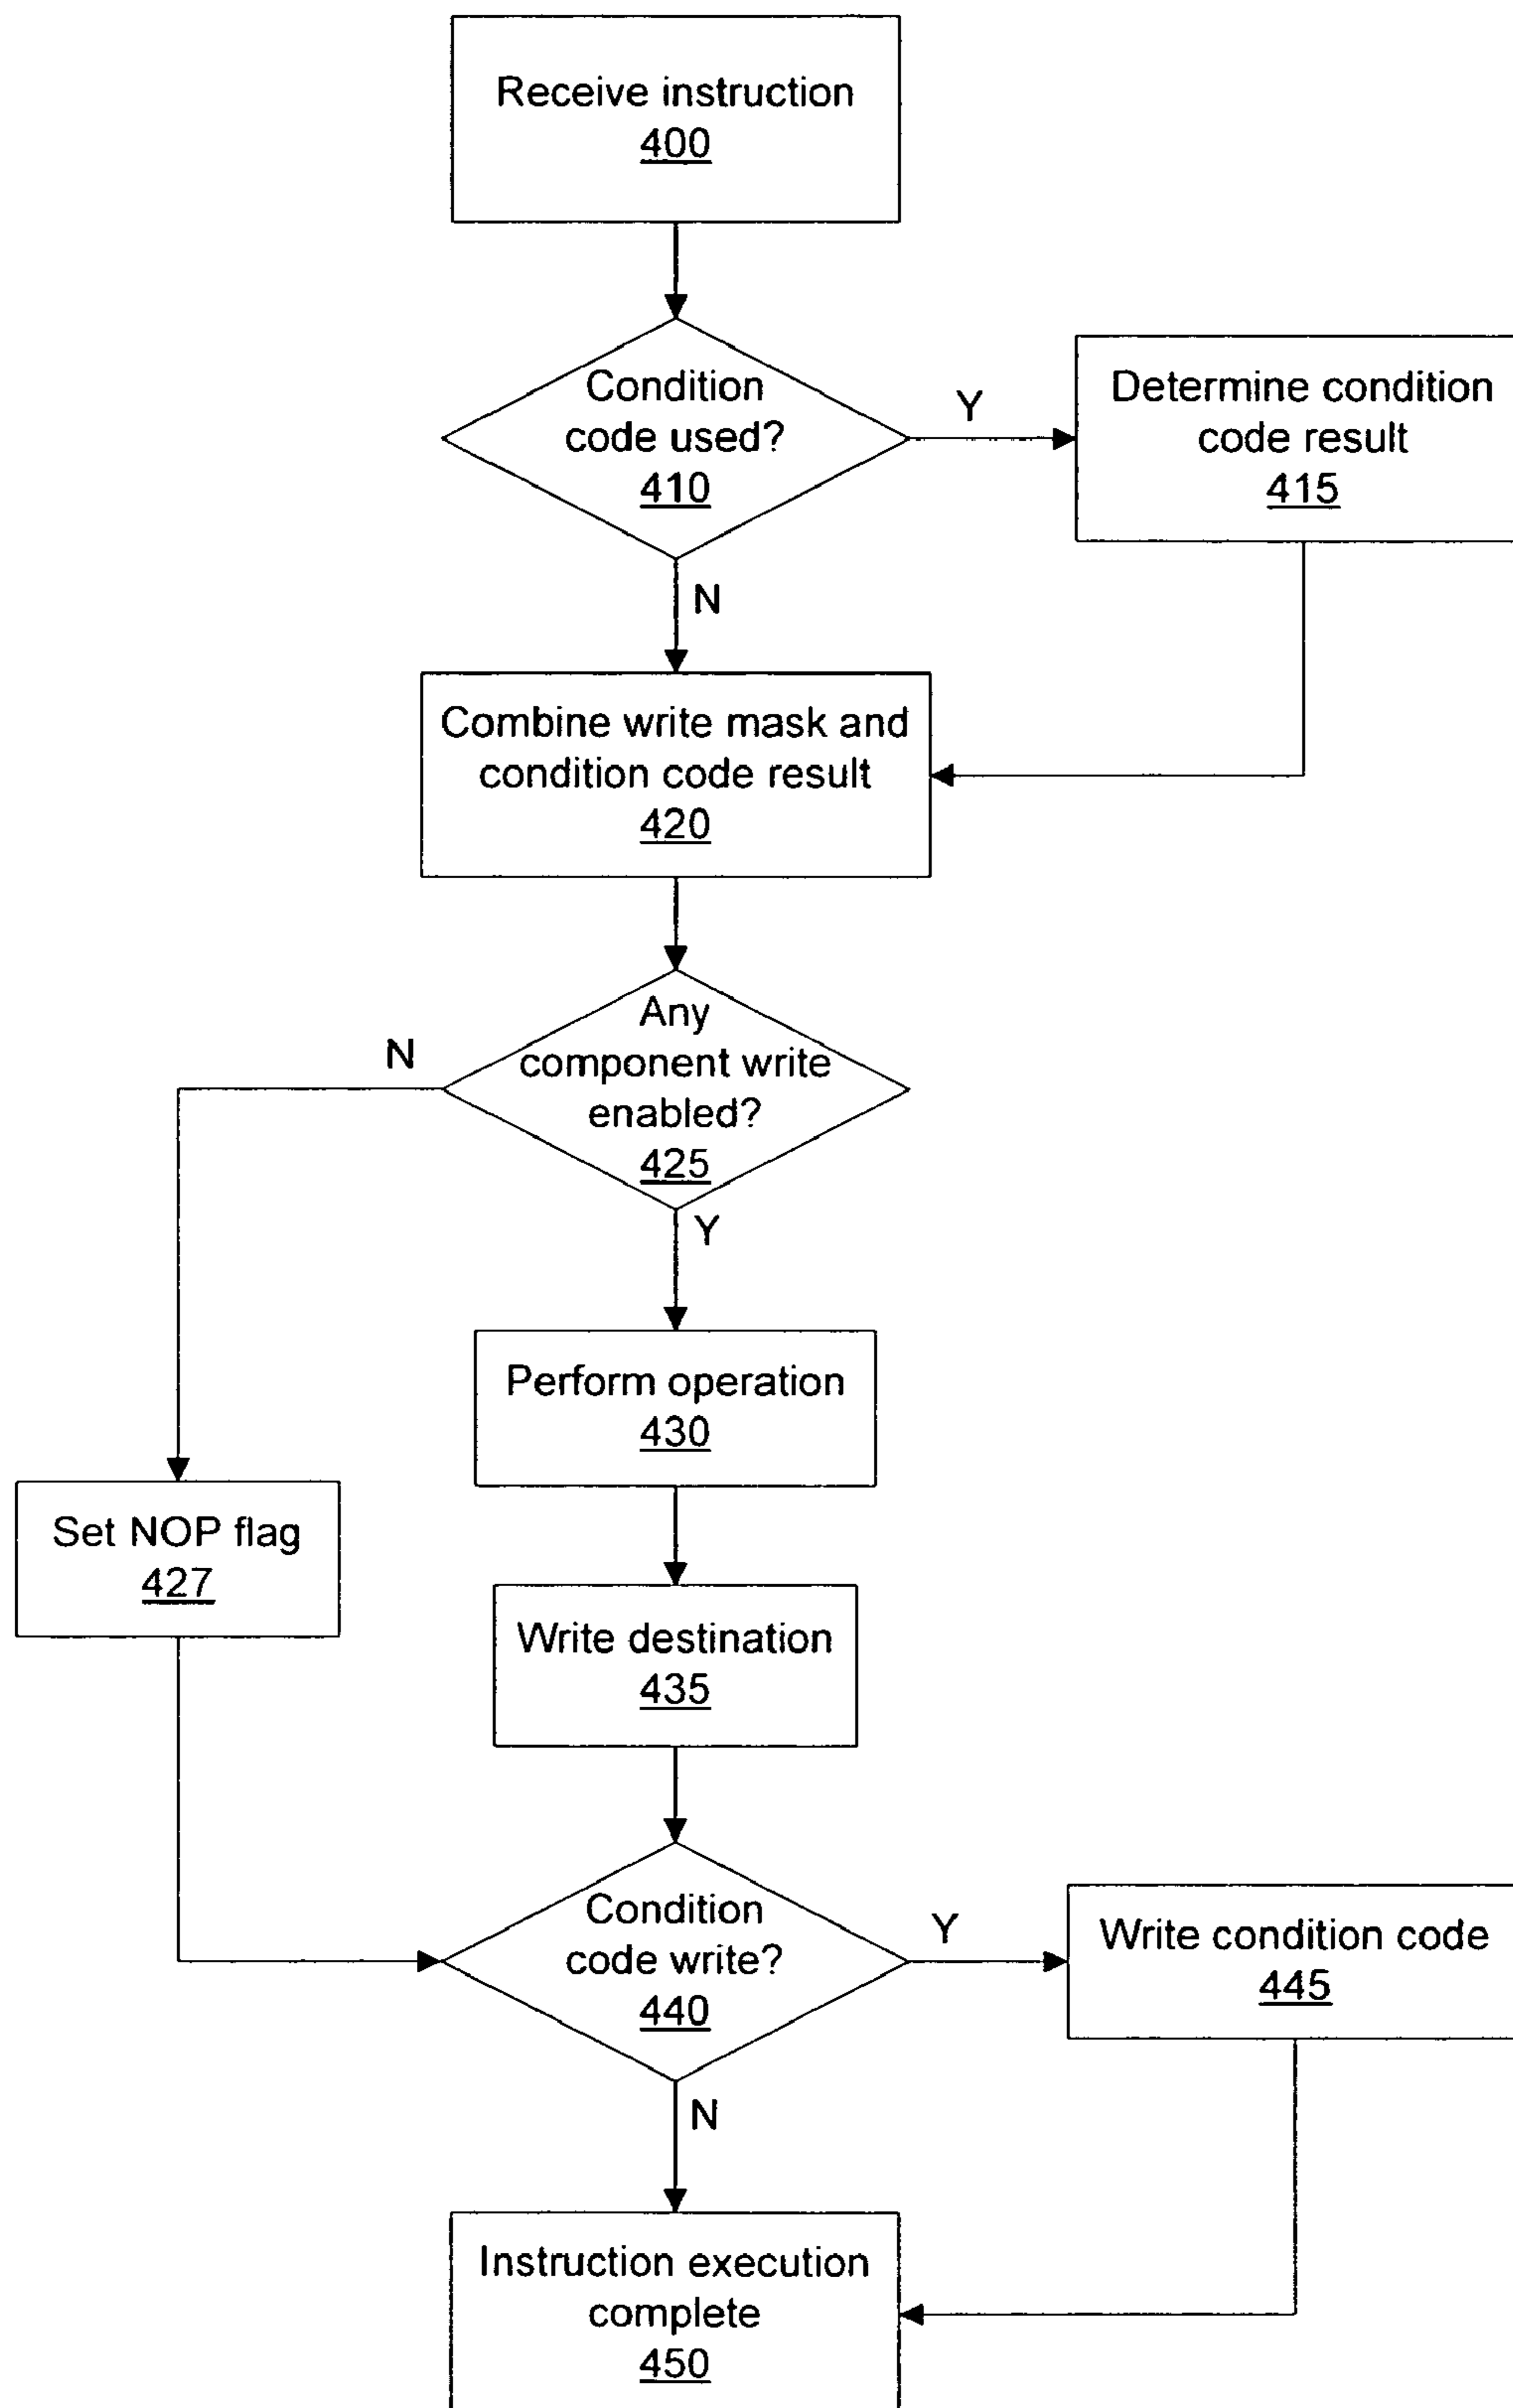 Receive instruction
400
Condition
code used?
410
Y
Determine condition
code result
415
N
Combine write mask and
condition code result
420
Any
component write
enabled?
425
N
Y
Perform operation
430
Set NOP flag
427
Write destination
435
Condition
code write?
440
Y
Write condition code
445
N
Instruction execution
complete
450